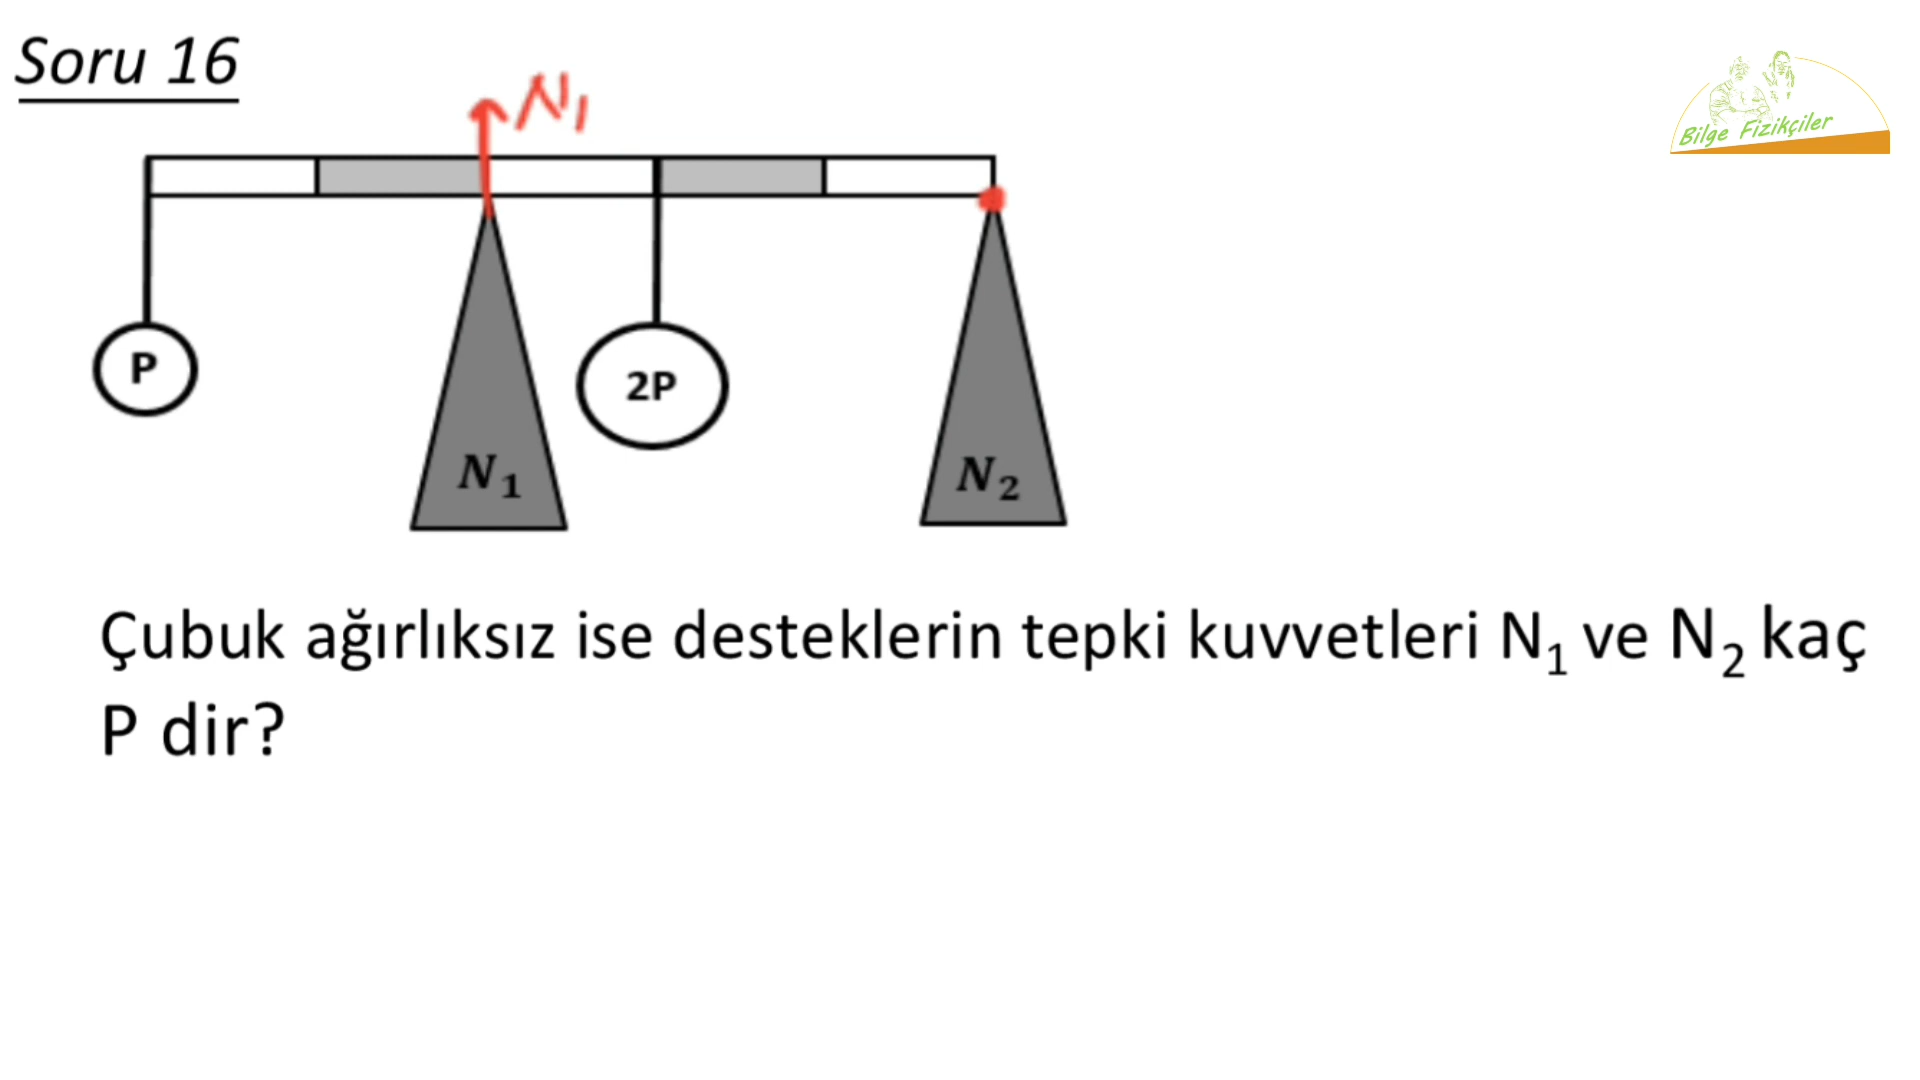 Soru 16
N₁
Bilge Fizikçiler
P
2P
N₁
N₂
Çubuk ağırlıksız ise desteklerin tepki kuvvetleri N₁ ve N₂ kaç
P dir?